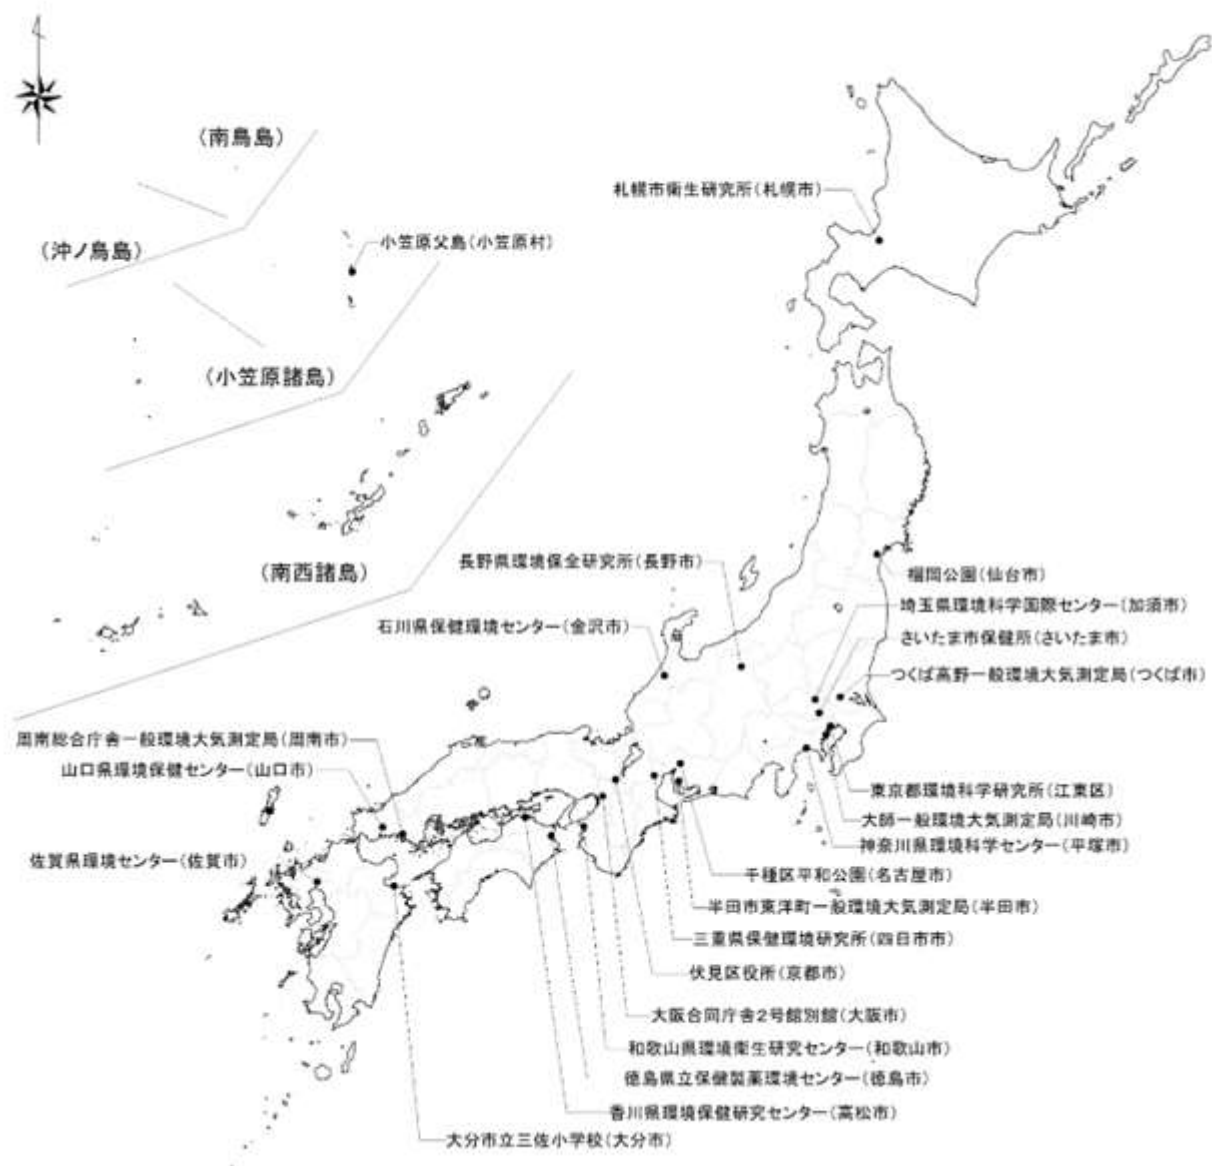 (南鳥島)
札幌市衛生研究所(札幌市)
(沖ノ鳥島)
小笠原父島(小笠原村)
(小笠原諸島)
長野県環境保全研究所(長野市)
(南西諸島)
榴岡公園(仙台市)
埼玉県環境科学国際センター(加須市)
石川県保健環境センター(金沢市)
さいたま市保健所(さいたま市)
つくば高野一般環境大気測定局(つくば市)
周南総合庁舎一般環境大気測定局(周南市)
山口県環境保健センター(山口市)
東京都環境科学研究所(江東区)
大師一般環境大気測定局(川崎市)
神奈川県環境科学センター(平塚市)
佐賀県環境センター(佐賀市)
千種区平和公園(名古屋市)
半田市東洋町一般環境大気測定局(半田市)
三重県保健環境研究所(四日市市)
伏見区役所(京都市)
大阪合同庁舎2号館別館(大阪市)
和歌山県環境衛生研究センター(和歌山市)
徳島県立保健製薬環境センター(徳島市)
香川県環境保健研究センター(高松市)
大分市立三佐小学校(大分市)